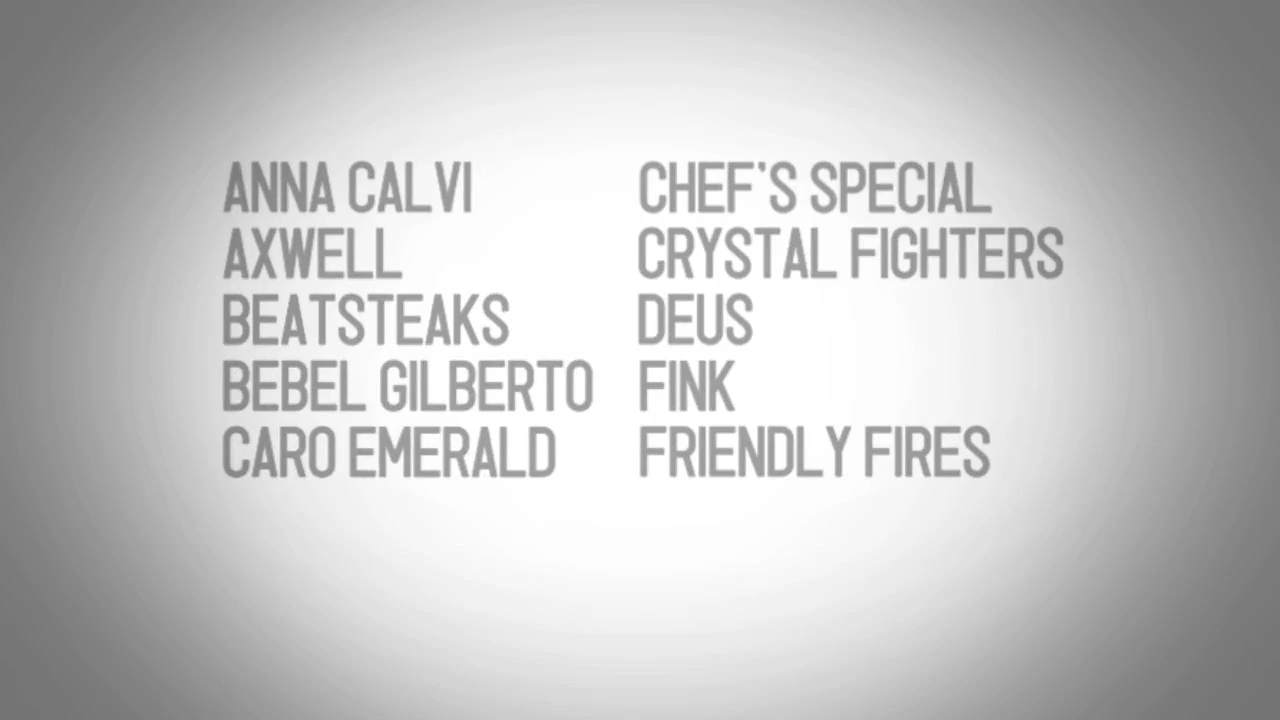 ANNA CALVI
AXWELL
BEATSTEAKS
BEBEL GILBERTO
CARO EMERALD
CHEF'S SPECIAL
CRYSTAL FIGHTERS
DEUS
FINK
FRIENDLY FIRES